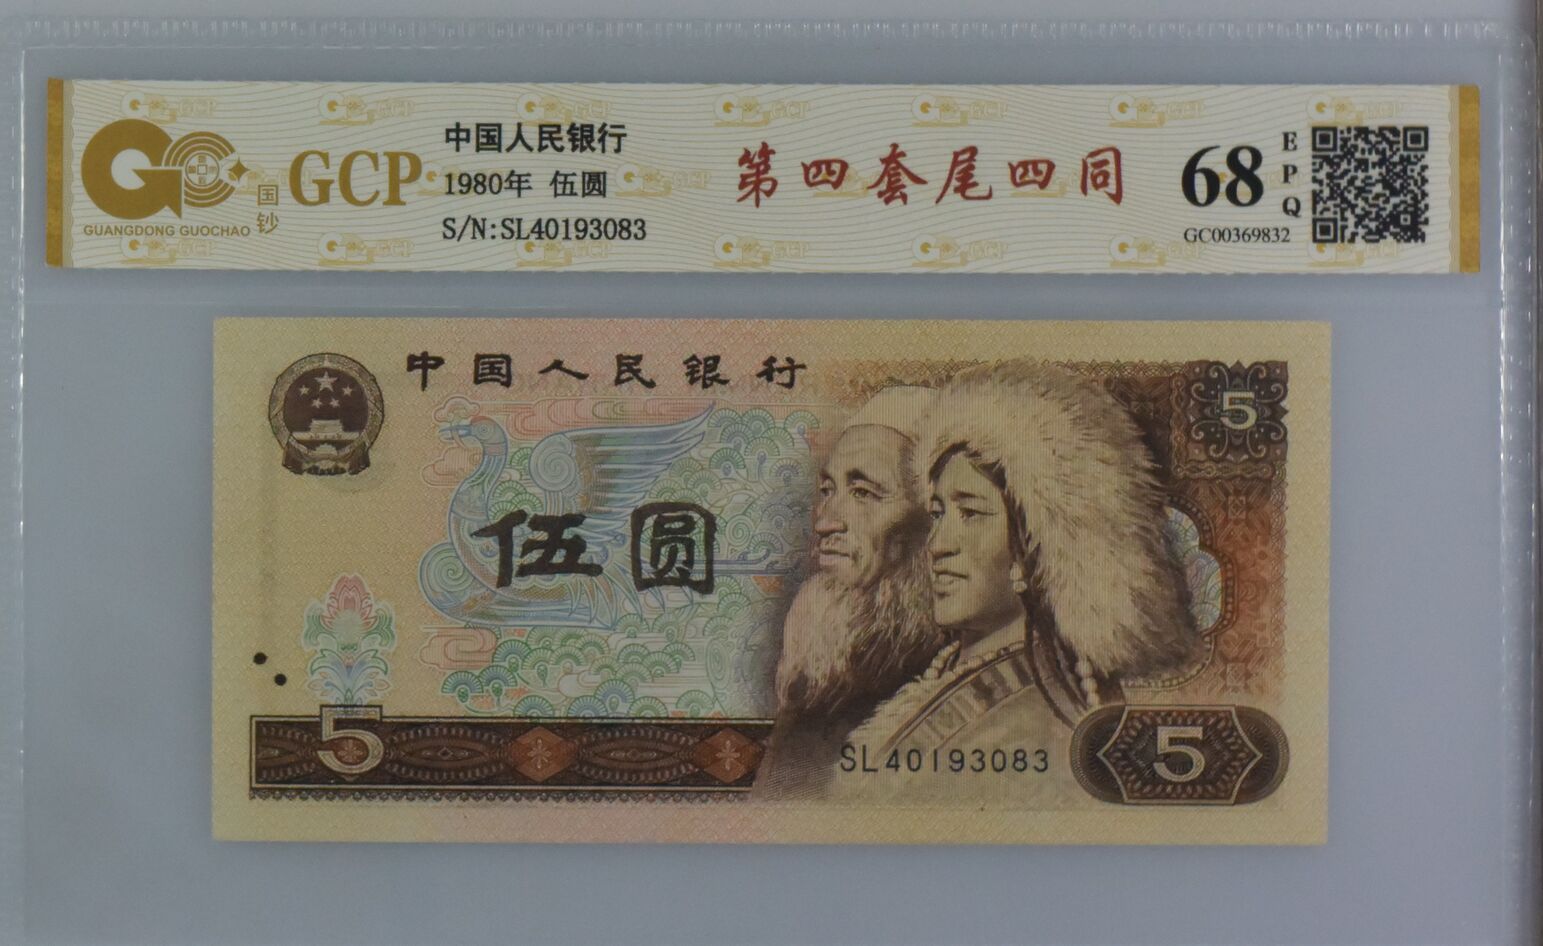 GUANGDONG GUOCHAO
国钞
GCP
中国人民银行
1980年 伍圆
S/N:SL40193083
第四套尾四同
68
EPQ
GC00369832
中国人民银行
5
伍圆
5
SL40193083
5